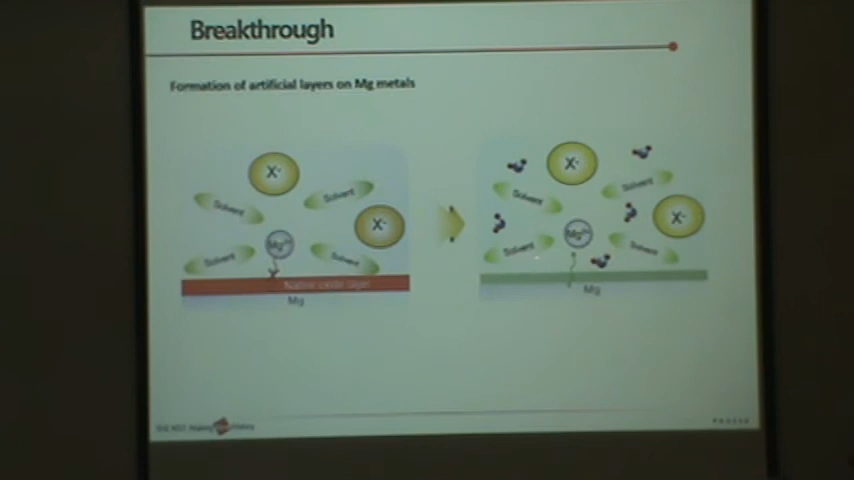 Breakthrough
Formation of artificial layers on Mg metals
X-
X-
Solvent
Solvent
Solvent
Solvent
Mg2+
Native oxide layer
Mg
X-
X-
Solvent
Solvent
Solvent
Solvent
Mg2+
Mg